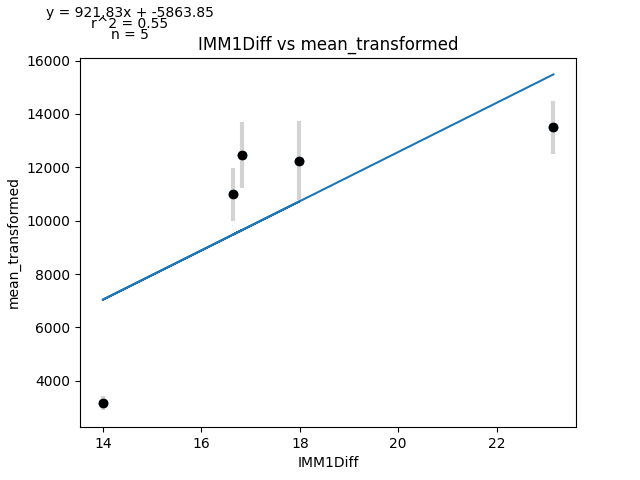 y = 921.83x + -5863.85
r^2 = 0.55
n = 5
IMM1Diff vs mean_transformed
16000
14000
12000
10000
8000
6000
4000
mean_transformed
14
16
18
20
22
IMM1Diff